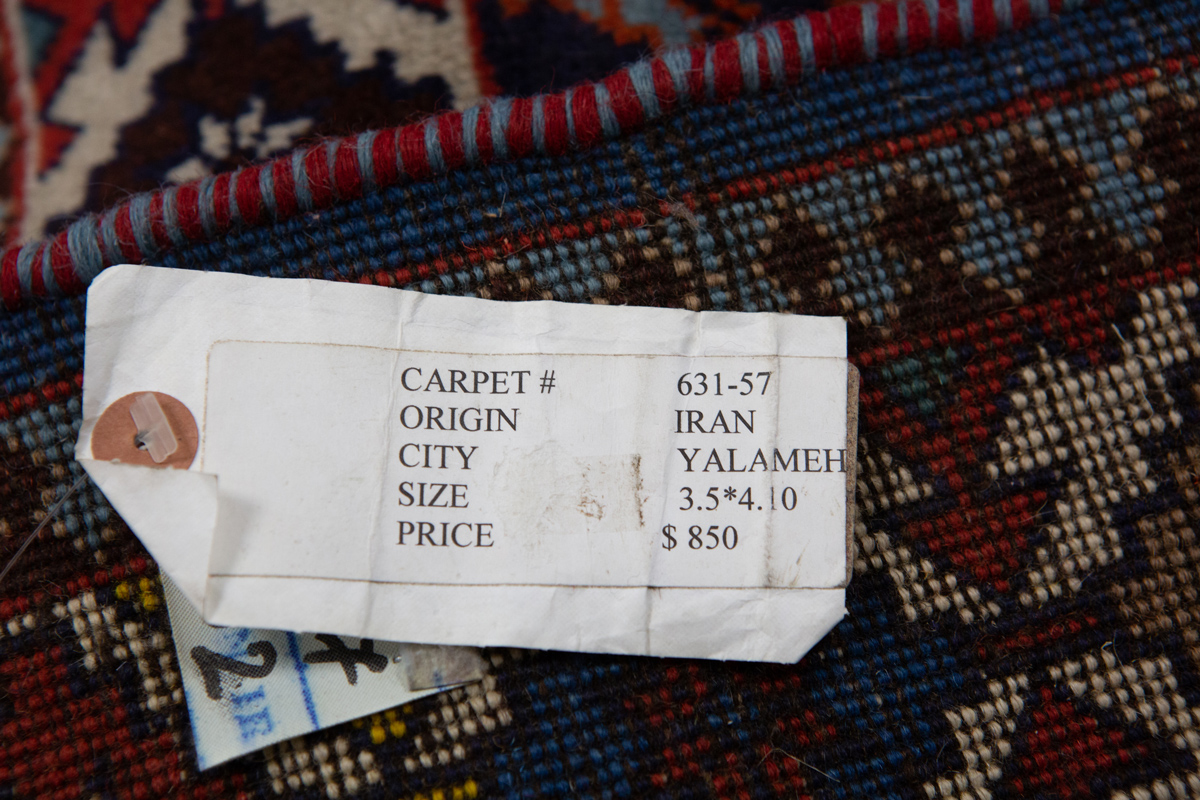 CARPET # 631-57
ORIGIN IRAN
CITY YALAMEH
SIZE 3.5*4.10
PRICE $ 850